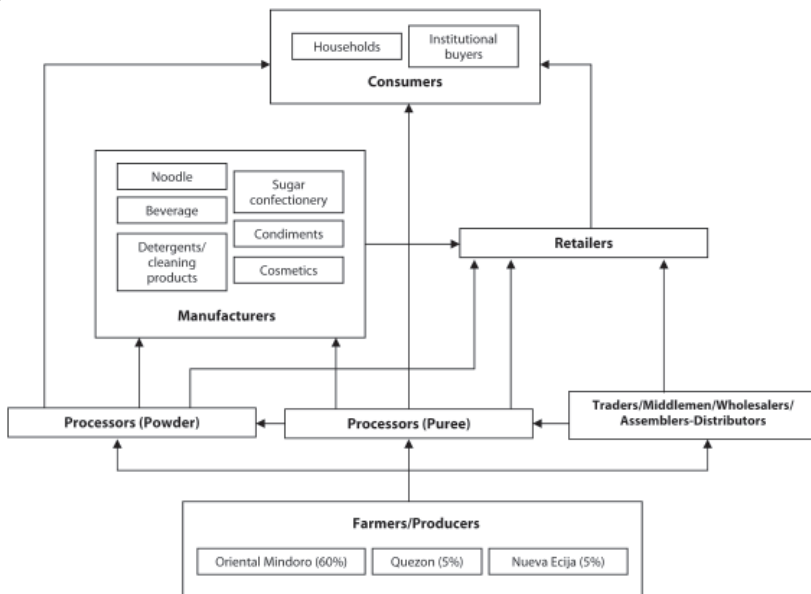 Households
Institutional
buyers
Consumers
Noodle
Sugar
confectionery
Beverage
Condiments
Detergents/
cleaning
products
Cosmetics
Manufacturers
Retailers
Processors (Powder)
Processors (Puree)
Traders/Middlemen/Wholesalers/
Assemblers-Distributors
Farmers/Producers
Oriental Mindoro (60%)
Quezon (5%)
Nueva Ecija (5%)